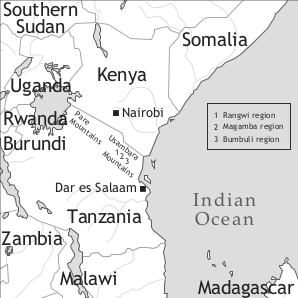 Southern
Sudan
Somalia
Kenya
Uganda
Nairobi
1 Rangwi region
2 Magamba region
3 Bumbuli region
Rwanda
Pare
Mountains
Usambara
1 2 3
Mountains
Burundi
Dar es Salaam
Indian
Ocean
Tanzania
Zambia
Malawi
Madagascar